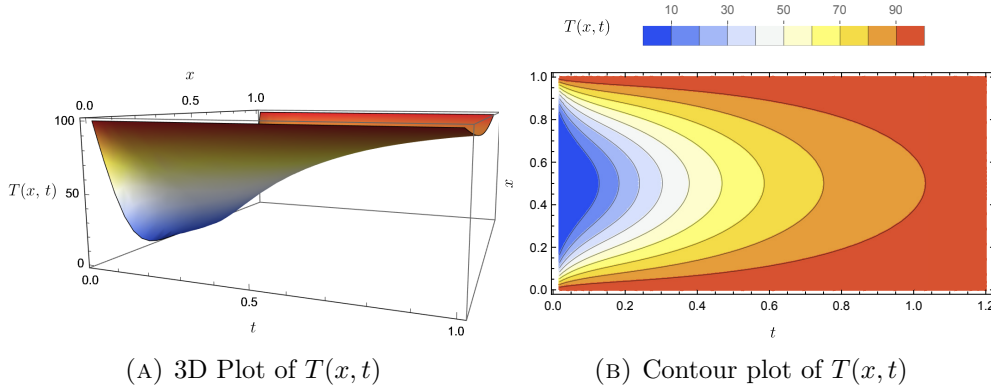 10 30 50 70 90
T(x,t)
x
0.0 0.5 1.0
100
T(x, t) 50
0
0.0 0.5 1.0
t
x
1.0
0.8
0.6
0.4
0.2
0.0
0.0 0.2 0.4 0.6 0.8 1.0 1.2
t
(A) 3D Plot of T(x,t)
(B) Contour plot of T(x,t)